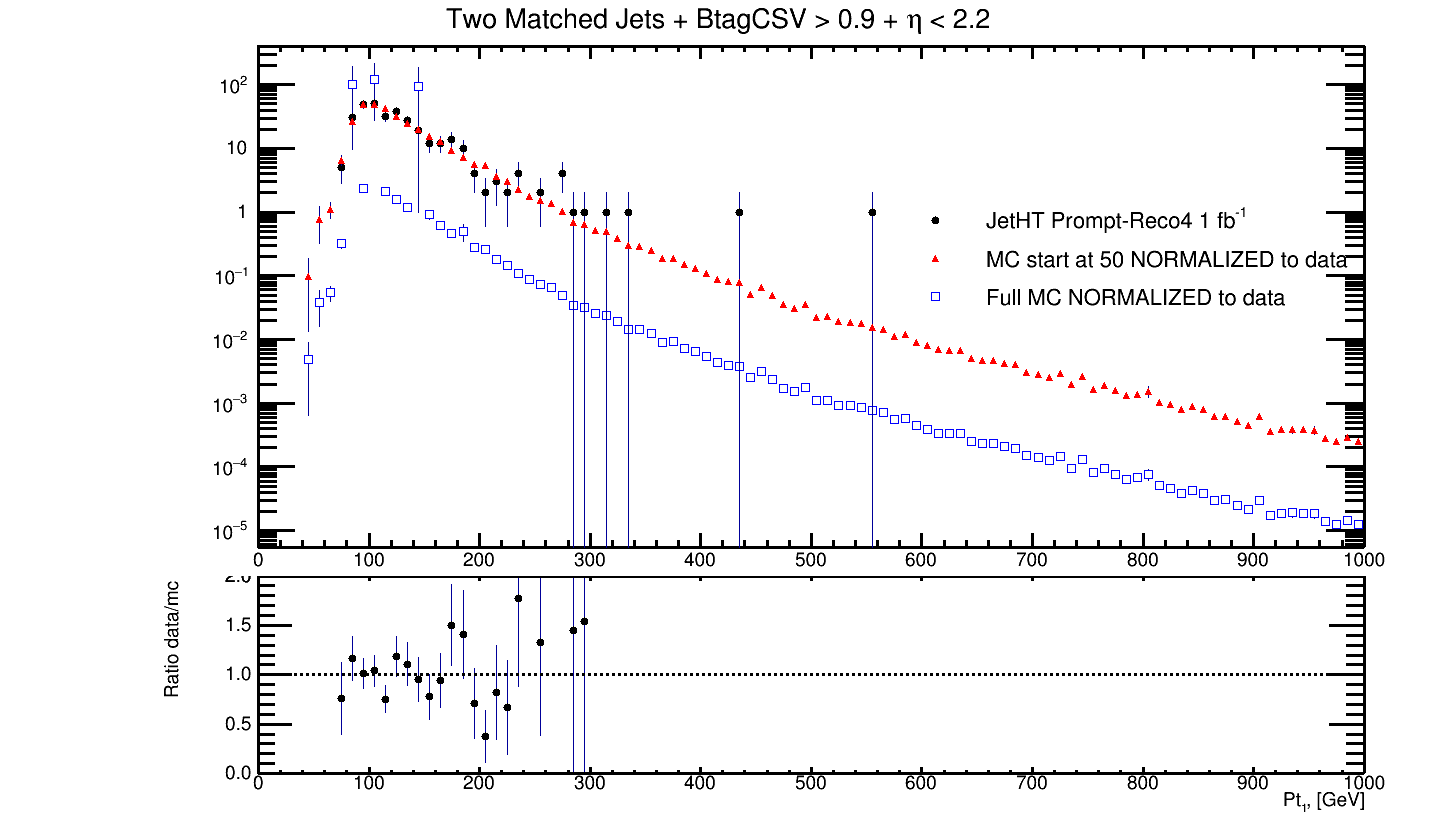 Two Matched Jets + BtagCSV > 0.9 + η < 2.2
10²
10
1
10⁻¹
10⁻²
10⁻³
10⁻⁴
10⁻⁵
JetHT Prompt-Reco4 1 fb⁻¹
MC start at 50 NORMALIZED to data
Full MC NORMALIZED to data
0 100 200 300 400 500 600 700 800 900 1000
Ratio data/mc
2.0
1.5
1.0
0.5
0.0
0 100 200 300 400 500 600 700 800 900 1000
Pt₁, [GeV]